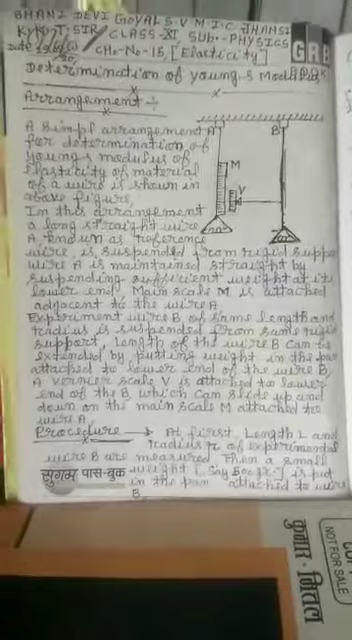 BHANI DEVI GOYAL S.V.M.I.C JHANSI
K.N.T. SIR CLASS-XI SUB:-PHYSICS
Date CH-No-15, [Elasticity]
GRB
Determination of young's
Arrangement ÷
A simpl arrangement
for determination of
young's modulus of
elasticity of material
of a wire is shown in
above figure,
In this arrangement
a long straight wire
A, known as reference
wire, is suspended from rigid suppo
wire A is maintained straight by
suspending sufficient weight at its
lower end. Main scale M is attached
adjacent to the wire A
Experiment wire B of same length and
radius is suspended from same rigid
support, Length of the wire B can be
extended by putting weight in the pan
attached to lower end of the wire B,
A vernier scale V is attached to lower
end of the B, which can slide up and
down on the main scale M attached to
wire A.
A
B
M
V
Procedure → At first, Length L and
radius r of experimental
wire B are measured, Then a small
weight (say 500 g) is put
in the pan attached to wire
B.
सुगम पास-बुक
कुमार-मित्तल
NOT FOR SALE